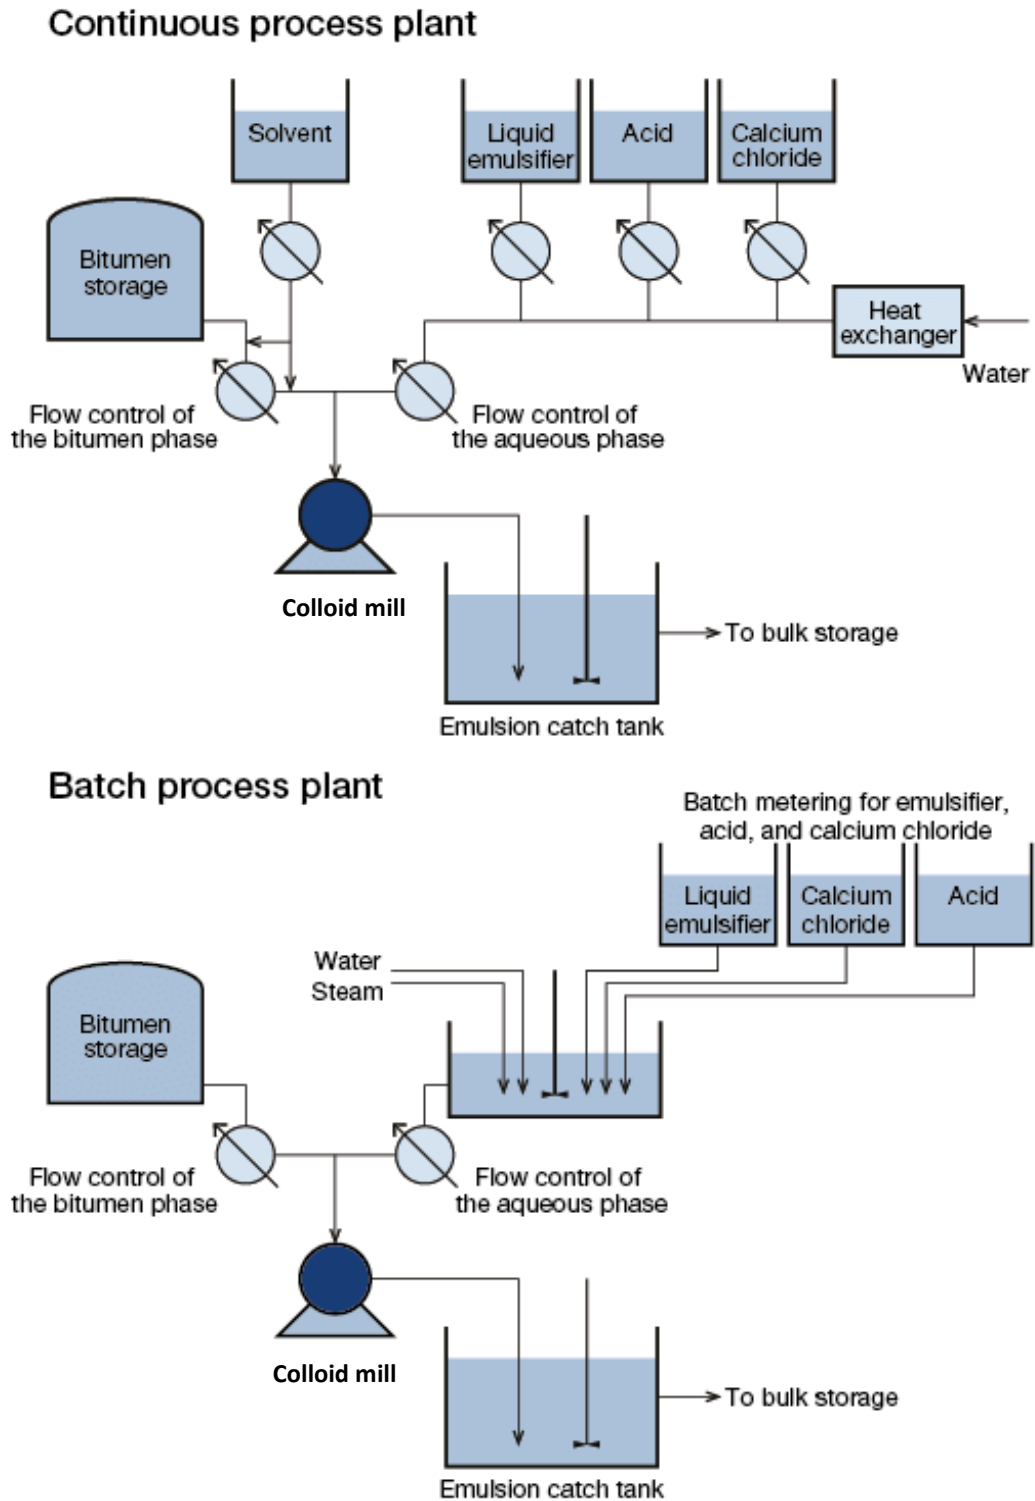 Continuous process plant
Solvent
Liquid
emulsifier
Acid
Calcium
chloride
Bitumen
storage
Heat
exchanger
Water
Flow control of
the bitumen phase
Flow control of
the aqueous phase
Colloid mill
To bulk storage
Emulsion catch tank
Batch process plant
Batch metering for emulsifier,
acid, and calcium chloride
Liquid
emulsifier
Calcium
chloride
Acid
Water
Steam
Bitumen
storage
Flow control of
the bitumen phase
Flow control of
the aqueous phase
Colloid mill
To bulk storage
Emulsion catch tank